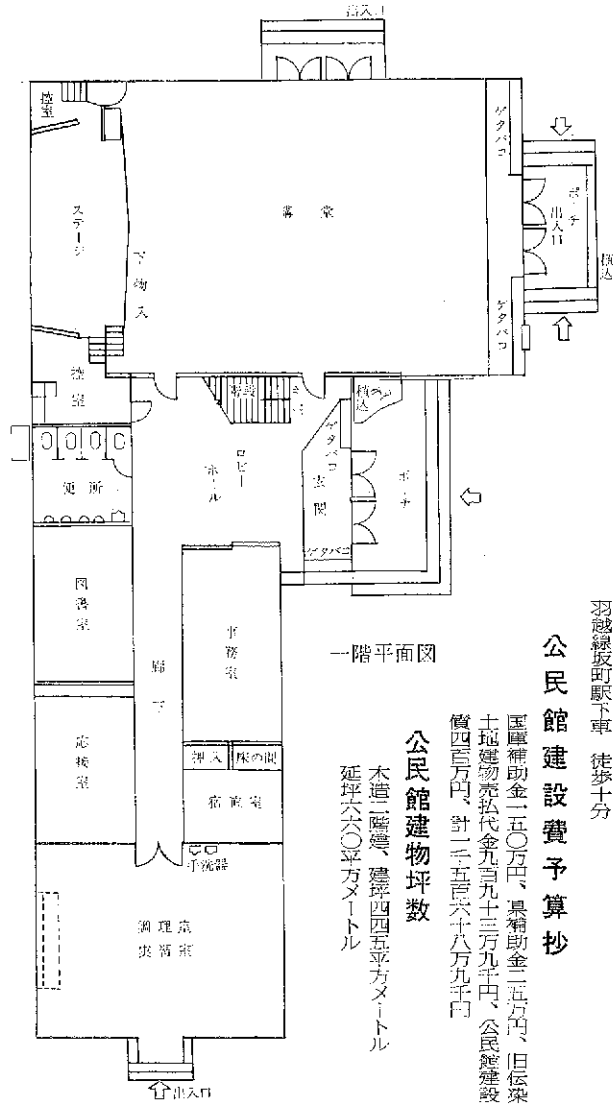 羽越線坂町駅下車 徒歩十分
公民館建設費予算抄
国庫補助金一五〇万円、県補助金二五万円、旧伝染
土地建物売払代金九百九十三万九千円、公民館建設
債四百万円、計一千五百六十八万九千円
公民館建物坪数
木造二階建、建坪四四五平方メートル
延坪六六〇平方メートル
一階平面図
出入口
控室
ステージ
下物入
講堂
ゲタバコ
ゲタバコ
ポーチ
出入口
植込
控室
階段
ロビー
ホール
植込
ゲタバコ
玄関
ゲタバコ
ポーチ
便所
図書室
事務室
廊下
応接室
押入
床の間
宿直室
手洗器
調理室
実習室
出入口